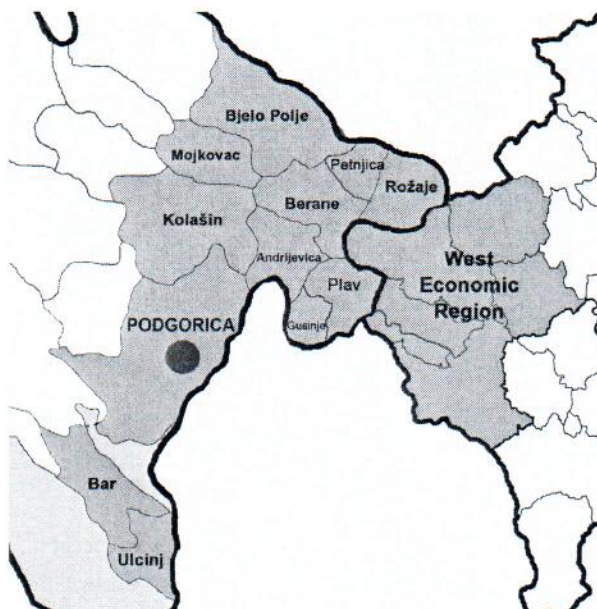 Bjelo Polje
Mojkovac
Petnjica
Rožaje
Berane
Kolašin
Andrijevica
West
Economic
Region
Plav
PODGORICA
Gusinje
Bar
Ulcinj